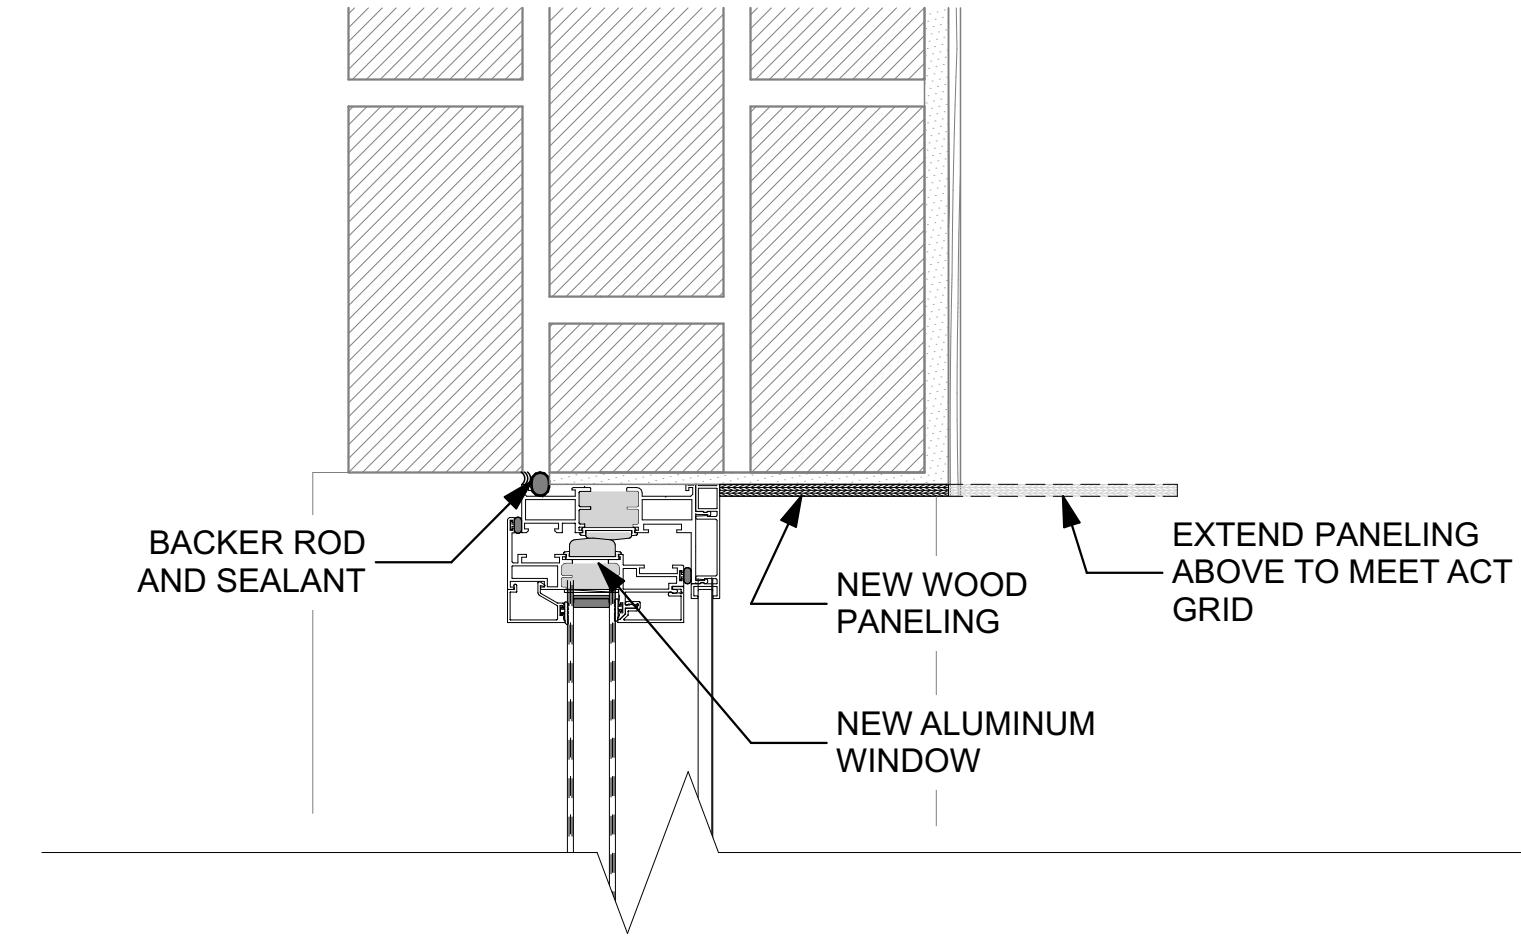 BACKER ROD
AND SEALANT
NEW WOOD
PANELING
EXTEND PANELING
ABOVE TO MEET ACT
GRID
NEW ALUMINUM
WINDOW